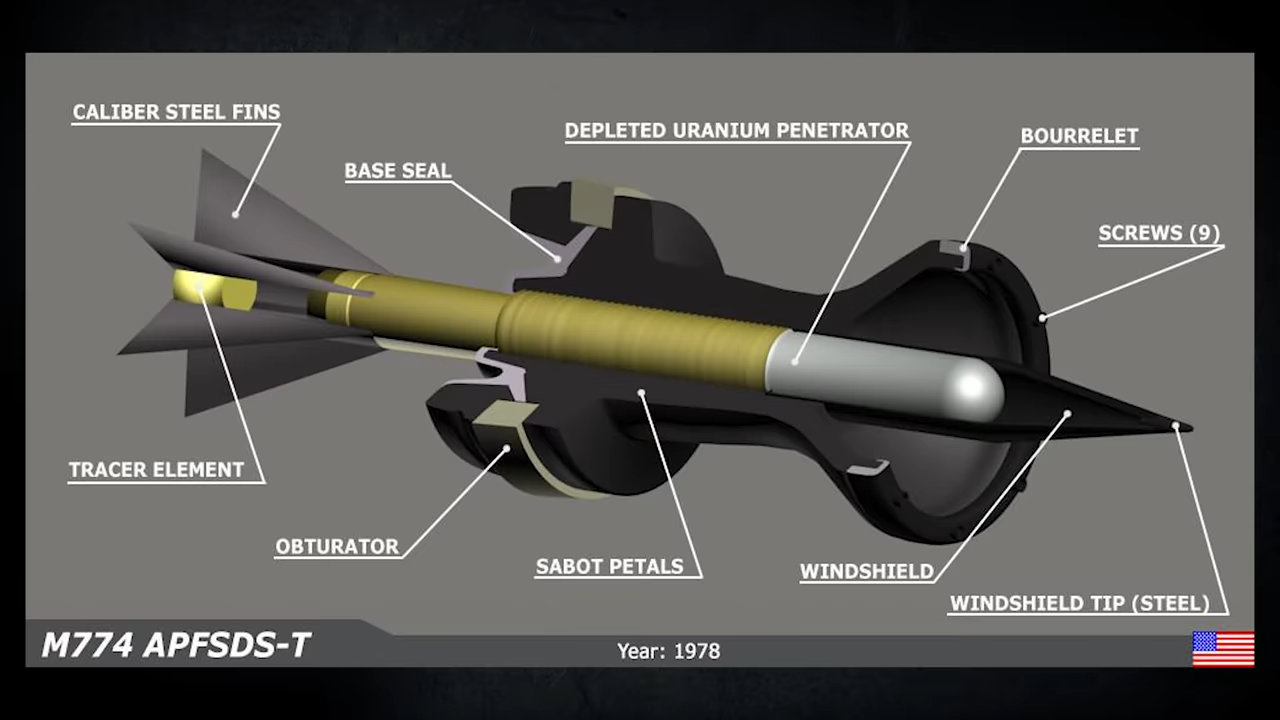 CALIBER STEEL FINS
DEPLETED URANIUM PENETRATOR
BOURRELET
BASE SEAL
SCREWS (9)
TRACER ELEMENT
OBTURATOR
SABOT PETALS
WINDSHIELD
WINDSHIELD TIP (STEEL)
M774 APFSDS-T
Year: 1978